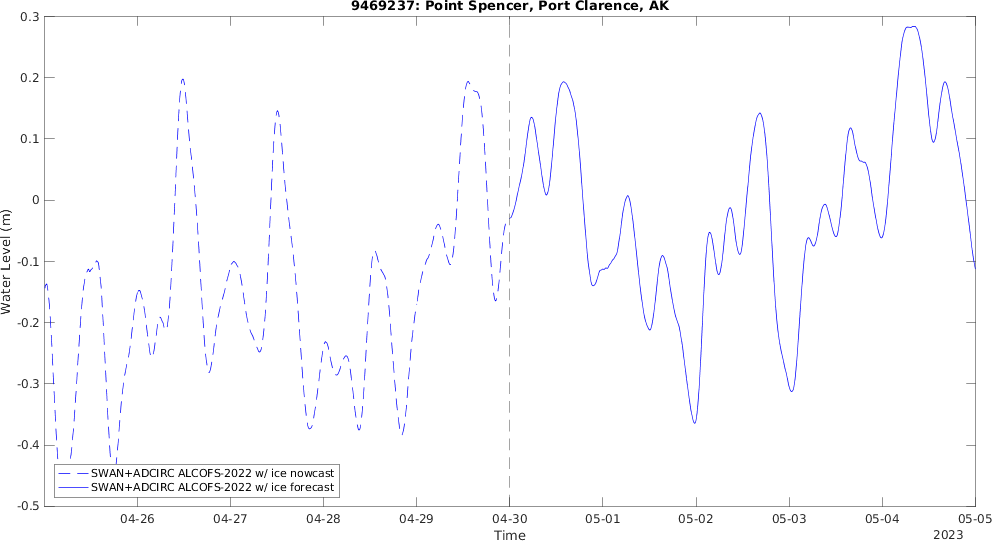 9469237: Point Spencer, Port Clarence, AK
0.3
0.2
0.1
0
-0.1
-0.2
-0.3
-0.4
-0.5
Water Level (m)
SWAN+ADCIRC ALCOFS-2022 w/ ice nowcast
SWAN+ADCIRC ALCOFS-2022 w/ ice forecast
04-26 04-27 04-28 04-29 04-30 05-01 05-02 05-03 05-04 05-05
Time
2023